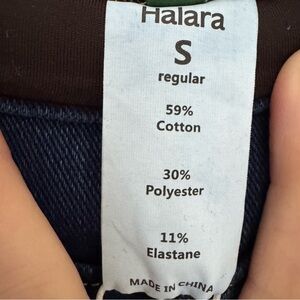 Halara
S
regular
59%
Cotton
30%
Polyester
11%
Elastane
MADE IN CHINA